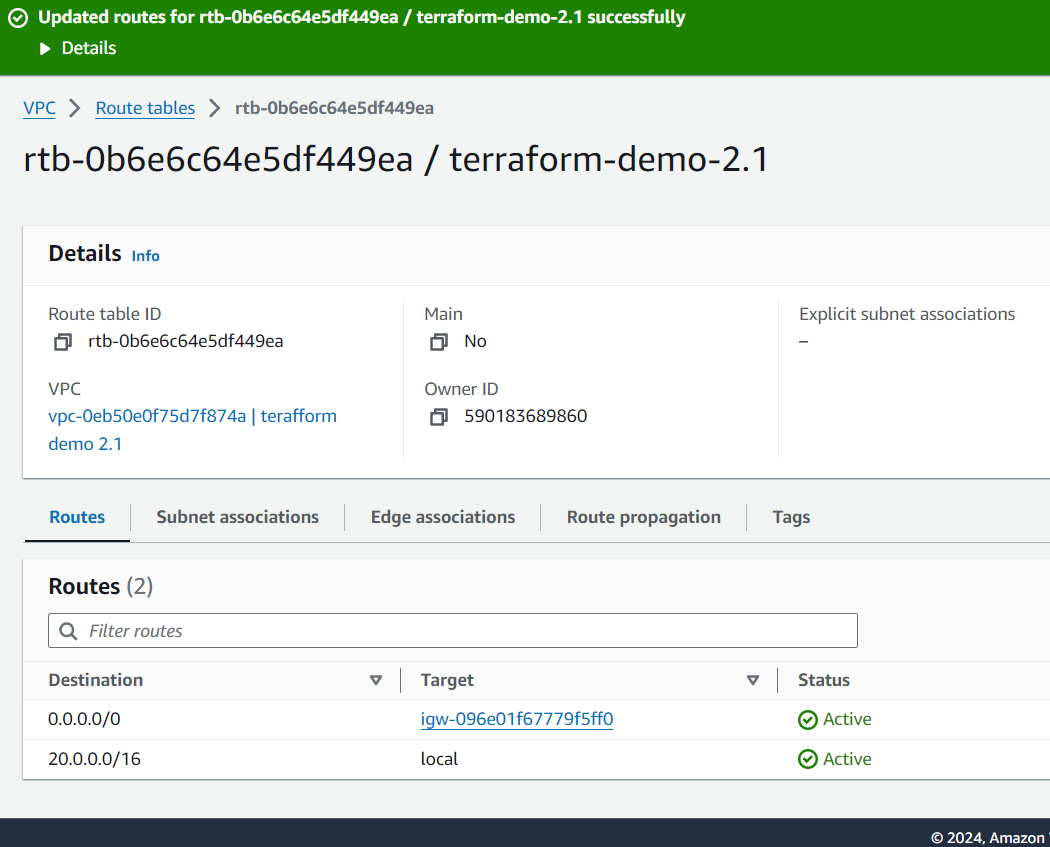 Updated routes for rtb-0b6e6c64e5df449ea / terraform-demo-2.1 successfully
Details
VPC
Route tables
rtb-0b6e6c64e5df449ea
rtb-0b6e6c64e5df449ea / terraform-demo-2.1
Details Info
Route table ID
rtb-0b6e6c64e5df449ea
Main
No
Explicit subnet associations
–
VPC
vpc-0eb50e0f75d7f874a | terafform
demo 2.1
Owner ID
590183689860
Routes
Subnet associations
Edge associations
Route propagation
Tags
Routes (2)
Filter routes
Destination
Target
Status
0.0.0.0/0
igw-096e01f67779f5ff0
Active
20.0.0.0/16
local
Active
© 2024, Amazon